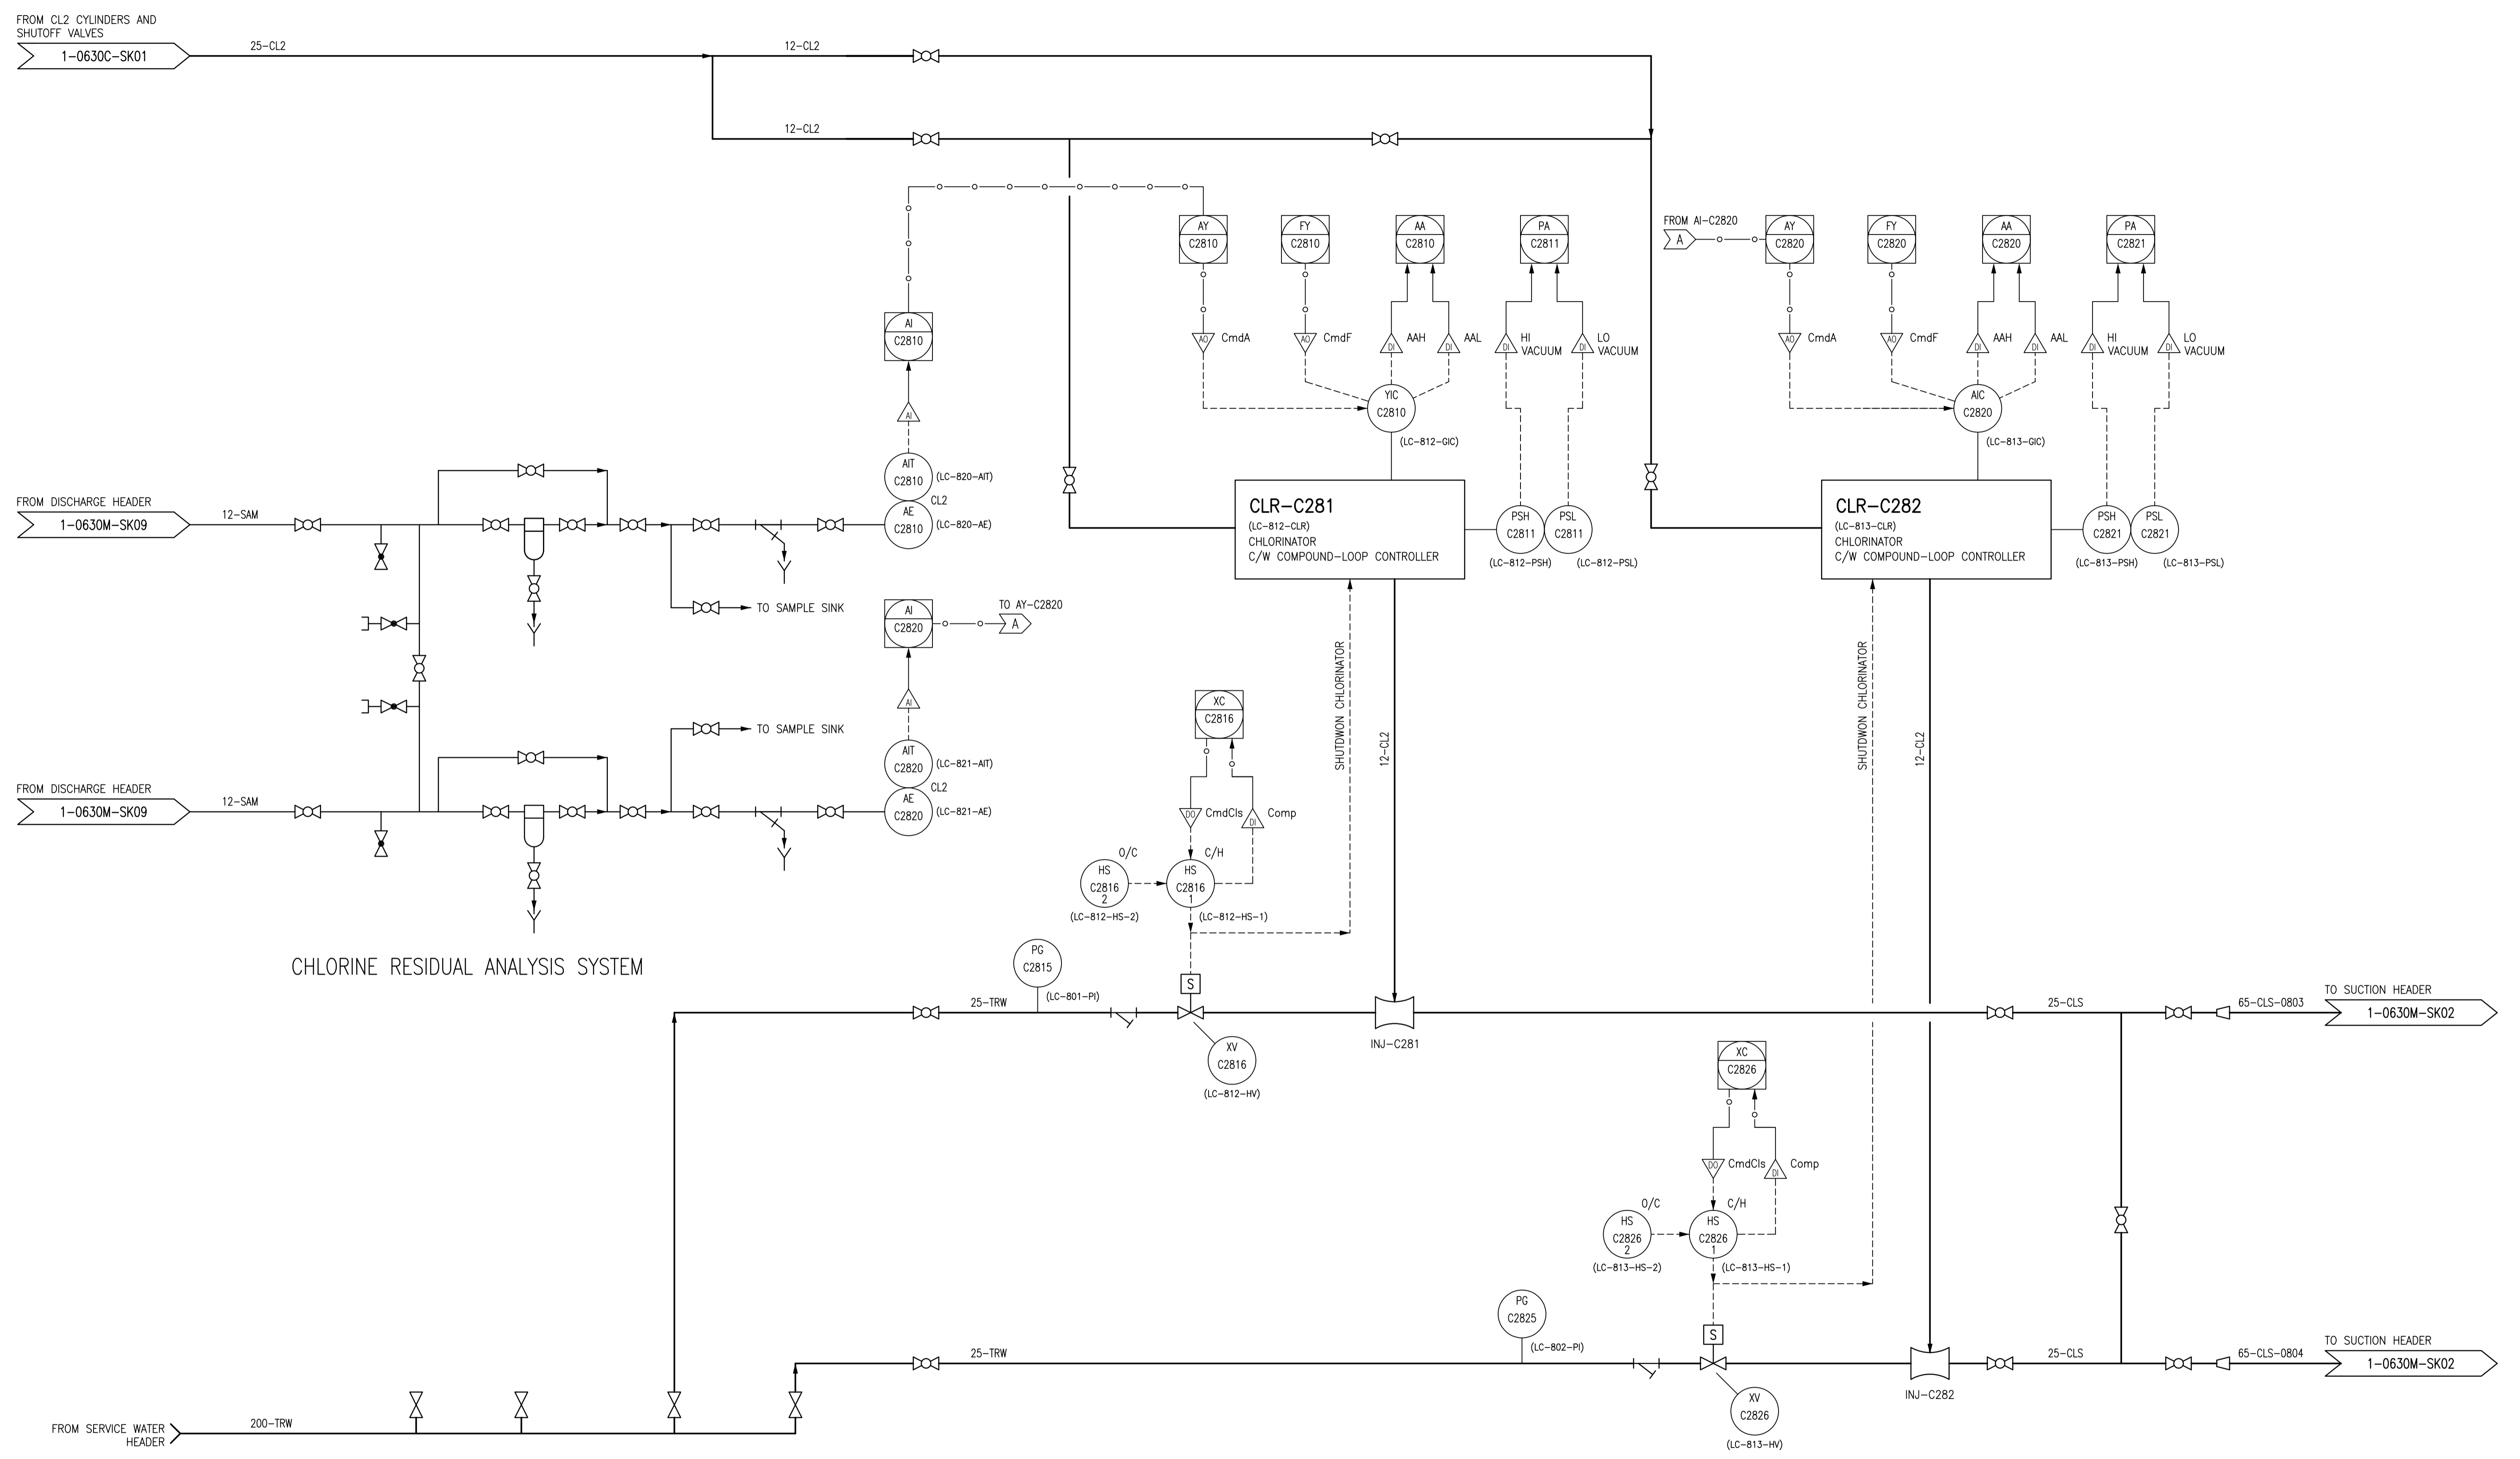 FROM CL2 CYLINDERS AND
SHUTOFF VALVES
1-0630C-SK01
25-CL2
12-CL2
12-CL2
AY
C2810
FY
C2810
AA
C2810
PA
C2811
FROM AI-C2820
A
AY
C2820
FY
C2820
AA
C2820
PA
C2821
AI
C2810
AO
CmdA
AO
CmdF
DI
AAH
DI
AAL
DI
HI
VACUUM
DI
LO
VACUUM
AO
CmdA
AO
CmdF
DI
AAH
DI
AAL
DI
HI
VACUUM
DI
LO
VACUUM
AI
YIC
C2810
(LC-812-GIC)
AIC
C2820
(LC-813-GIC)
AIT
C2810
(LC-820-AIT)
CL2
AE
C2810
(LC-820-AE)
FROM DISCHARGE HEADER
1-0630M-SK09
12-SAM
TO SAMPLE SINK
CLR-C281
(LC-812-CLR)
CHLORINATOR
C/W COMPOUND-LOOP CONTROLLER
PSH
C2811
(LC-812-PSH)
PSL
C2811
(LC-812-PSL)
CLR-C282
(LC-813-CLR)
CHLORINATOR
C/W COMPOUND-LOOP CONTROLLER
PSH
C2821
(LC-813-PSH)
PSL
C2821
(LC-813-PSL)
AI
C2820
TO AY-C2820
A
AI
TO SAMPLE SINK
AIT
C2820
(LC-821-AIT)
CL2
AE
C2820
(LC-821-AE)
FROM DISCHARGE HEADER
1-0630M-SK09
12-SAM
CHLORINE RESIDUAL ANALYSIS SYSTEM
XC
C2816
DO
CmdCls
DI
Comp
O/C
C/H
HS
C2816
2
(LC-812-HS-2)
HS
C2816
1
(LC-812-HS-1)
SHUTDWON CHLORINATOR
12-CL2
SHUTDWON CHLORINATOR
12-CL2
PG
C2815
(LC-801-PI)
S
25-TRW
XV
C2816
(LC-812-HV)
INJ-C281
25-CLS
65-CLS-0803
TO SUCTION HEADER
1-0630M-SK02
XC
C2826
DO
CmdCls
DI
Comp
O/C
C/H
HS
C2826
2
(LC-813-HS-2)
HS
C2826
1
(LC-813-HS-1)
PG
C2825
(LC-802-PI)
S
25-TRW
XV
C2826
(LC-813-HV)
INJ-C282
25-CLS
65-CLS-0804
TO SUCTION HEADER
1-0630M-SK02
FROM SERVICE WATER
HEADER
200-TRW